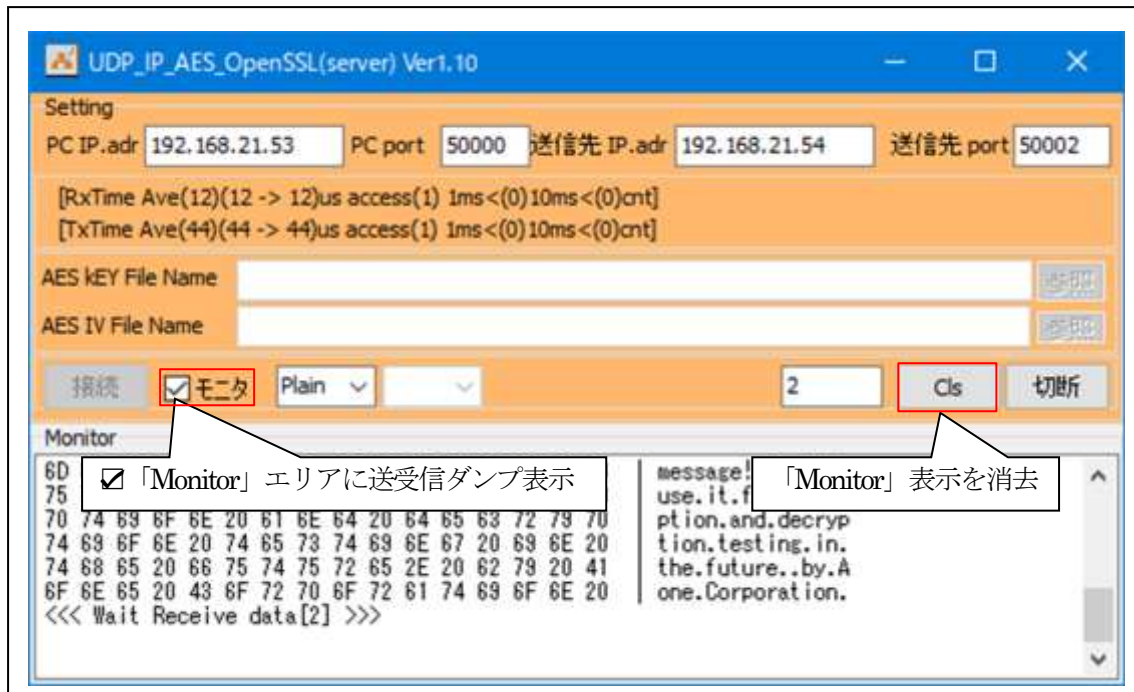 UDP_IP_AES_OpenSSL(server) Ver1.10
Setting
PC IP.adr 192.168.21.53 PC port 50000 送信先 IP.adr 192.168.21.54 送信先 port 50002
[RxTime Ave(12)(12 -> 12)us access(1) 1ms<(0)10ms<(0)cnt]
[TxTime Ave(44)(44 -> 44)us access(1) 1ms<(0)10ms<(0)cnt]
AES kEY File Name 参照
AES IV File Name 参照
接続 モニタ Plain 2 Cls 切断
Monitor
6D message!
75 use.it.f
☑「Monitor」エリアに送受信ダンプ表示
「Monitor」表示を消去
70 74 69 6F 6E 20 61 6E 64 20 64 65 63 72 79 70 | ption.and.decryp
74 69 6F 6E 20 74 65 73 74 69 6E 67 20 69 6E 20 | tion.testing.in.
74 68 65 20 66 75 74 75 72 65 2E 20 62 79 20 41 | the.future..by.A
6F 6E 65 20 43 6F 72 70 6F 72 61 74 69 6F 6E 20 | one.Corporation.
<<< Wait Receive data[2] >>>